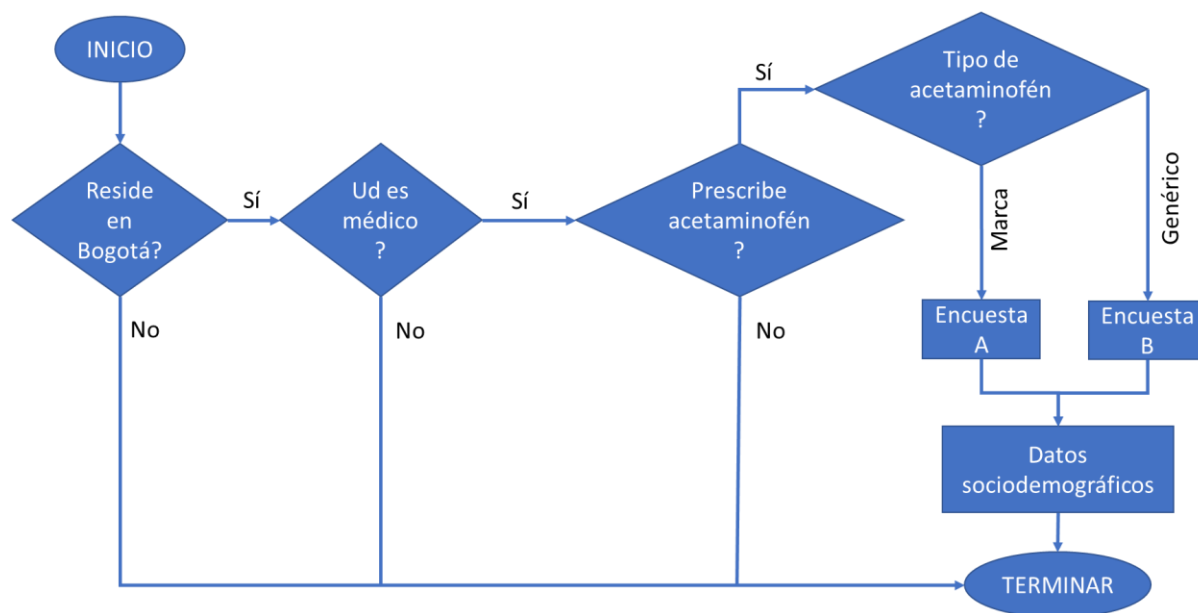 INICIO
Reside
en
Bogotá?
Sí
Ud es
médico
?
Sí
Prescribe
acetaminofén
?
Sí
Tipo de
acetaminofén
?
Marca
Genérico
No
No
No
Encuesta
A
Encuesta
B
Datos
sociodemográficos
TERMINAR